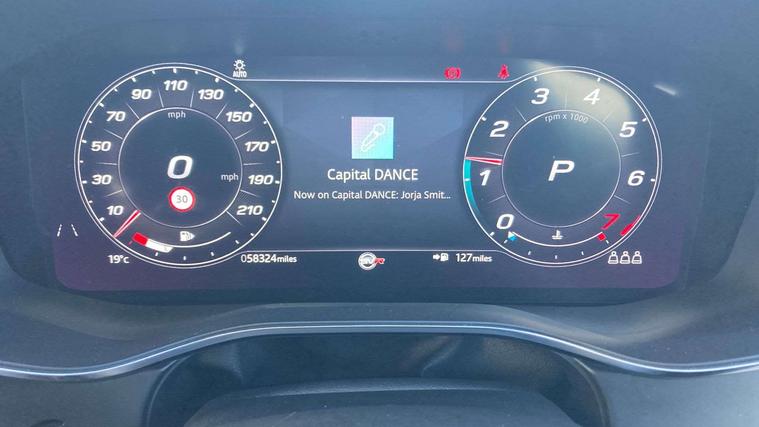 AUTO
90 110 130
70 mph 150
50 170
30 0 mph 190
10 30 210
Capital DANCE
Now on Capital DANCE: Jorja Smit...
3 4
2 rpm x 1000 5
1 P 6
0 7
19°c
058324miles
SVR
127miles